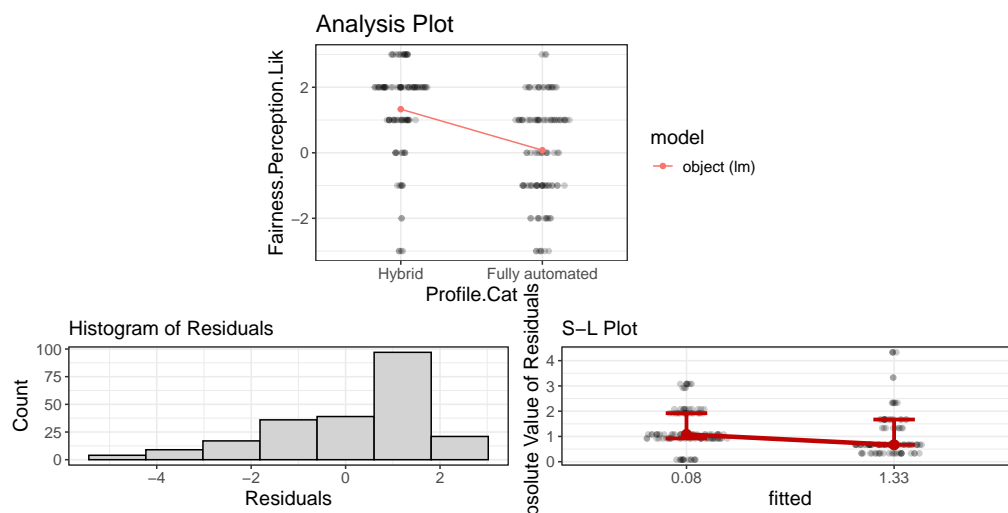 Analysis Plot
Fairness.Perception.Lik
2
0
−2
Hybrid
Fully automated
Profile.Cat
model
object (lm)
Histogram of Residuals
Count
100
75
50
25
0
−4
−2
0
2
Residuals
S−L Plot
Value of Residuals
4
3
2
1
0
0.08
1.33
fitted